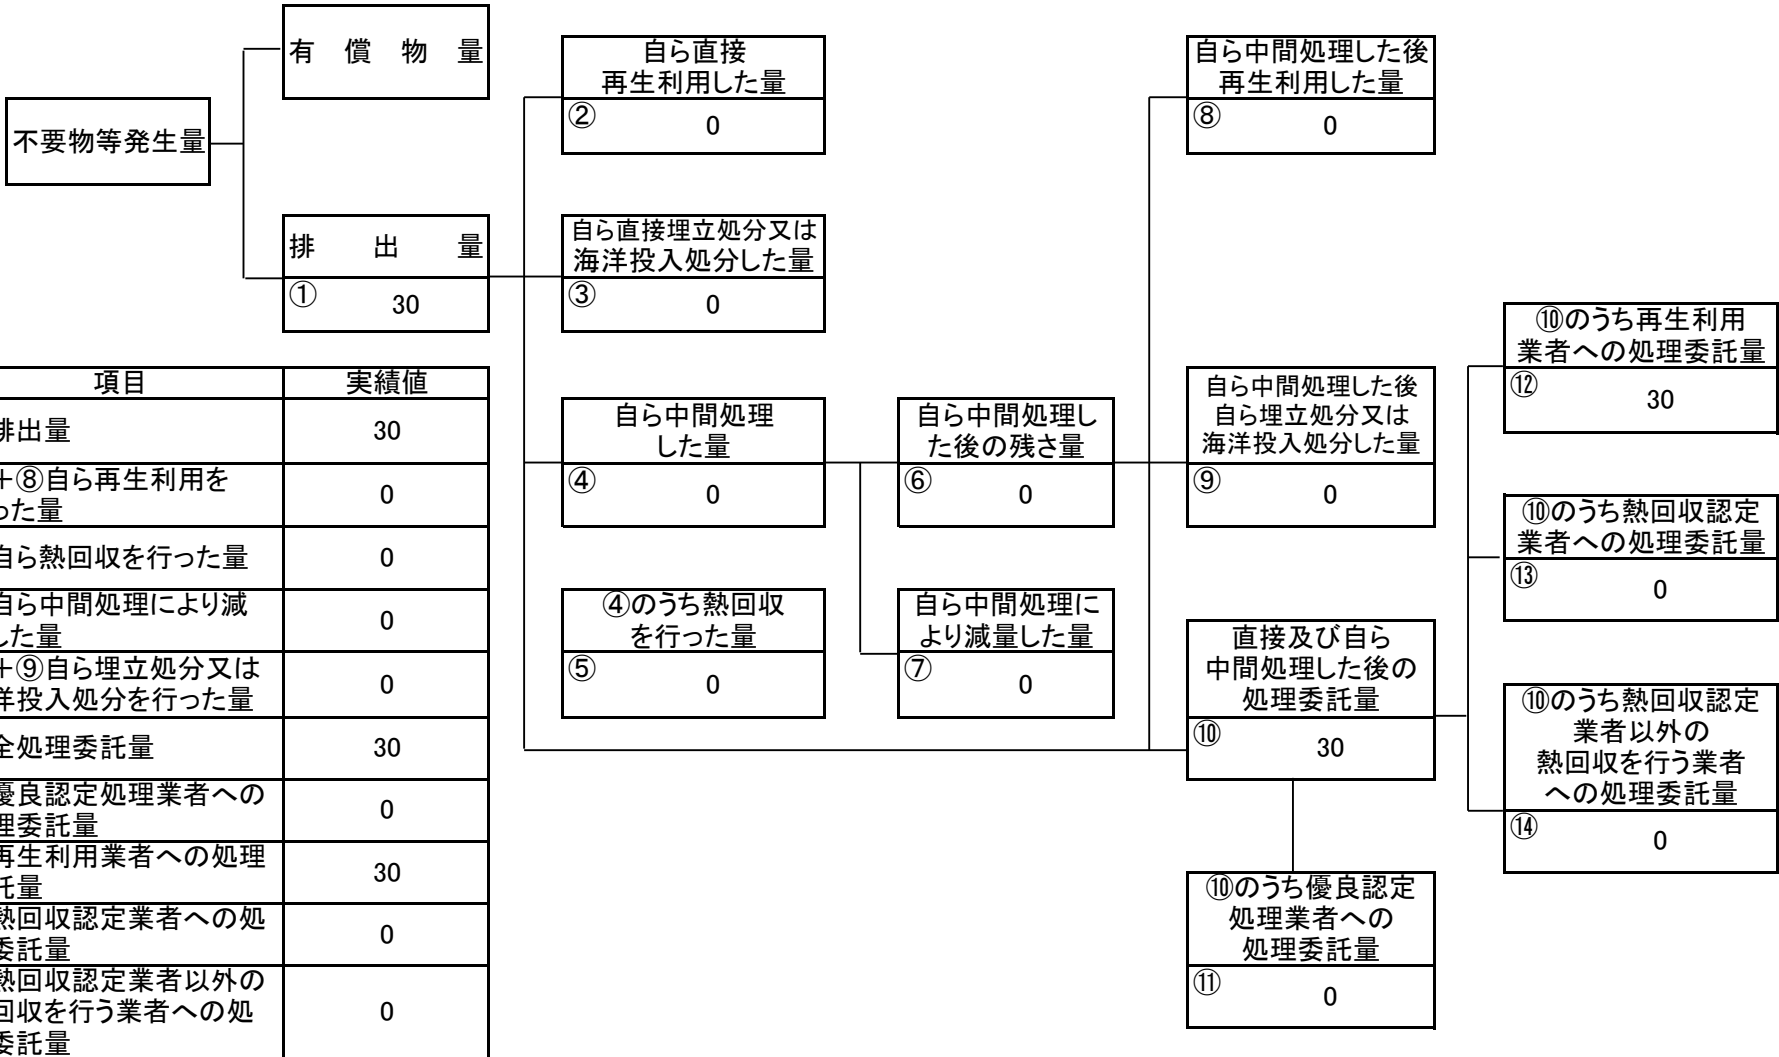 有 償 物 量
不要物等発生量
排 出 量
① 30
自ら直接
再生利用した量
② 0
自ら直接埋立処分又は
海洋投入処分した量
③ 0
自ら中間処理
した量
④ 0
④のうち熱回収
を行った量
⑤ 0
自ら中間処理し
た後の残さ量
⑥ 0
自ら中間処理に
より減量した量
⑦ 0
自ら中間処理した後
再生利用した量
⑧ 0
自ら中間処理した後
自ら埋立処分又は
海洋投入処分した量
⑨ 0
直接及び自ら
中間処理した後の
処理委託量
⑩ 30
⑩のうち優良認定
処理業者への
処理委託量
⑪ 0
⑩のうち再生利用
業者への処理委託量
⑫ 30
⑩のうち熱回収認定
業者への処理委託量
⑬ 0
⑩のうち熱回収認定
業者以外の
熱回収を行う業者
への処理委託量
⑭ 0
項目 実績値
排出量 30
+⑧自ら再生利用を
った量 0
自ら熱回収を行った量 0
自ら中間処理により減
した量 0
+⑨自ら埋立処分又は
洋投入処分を行った量 0
全処理委託量 30
優良認定処理業者への
理委託量 0
再生利用業者への処理
託量 30
熱回収認定業者への処
委託量 0
熱回収認定業者以外の
回収を行う業者への処
委託量 0